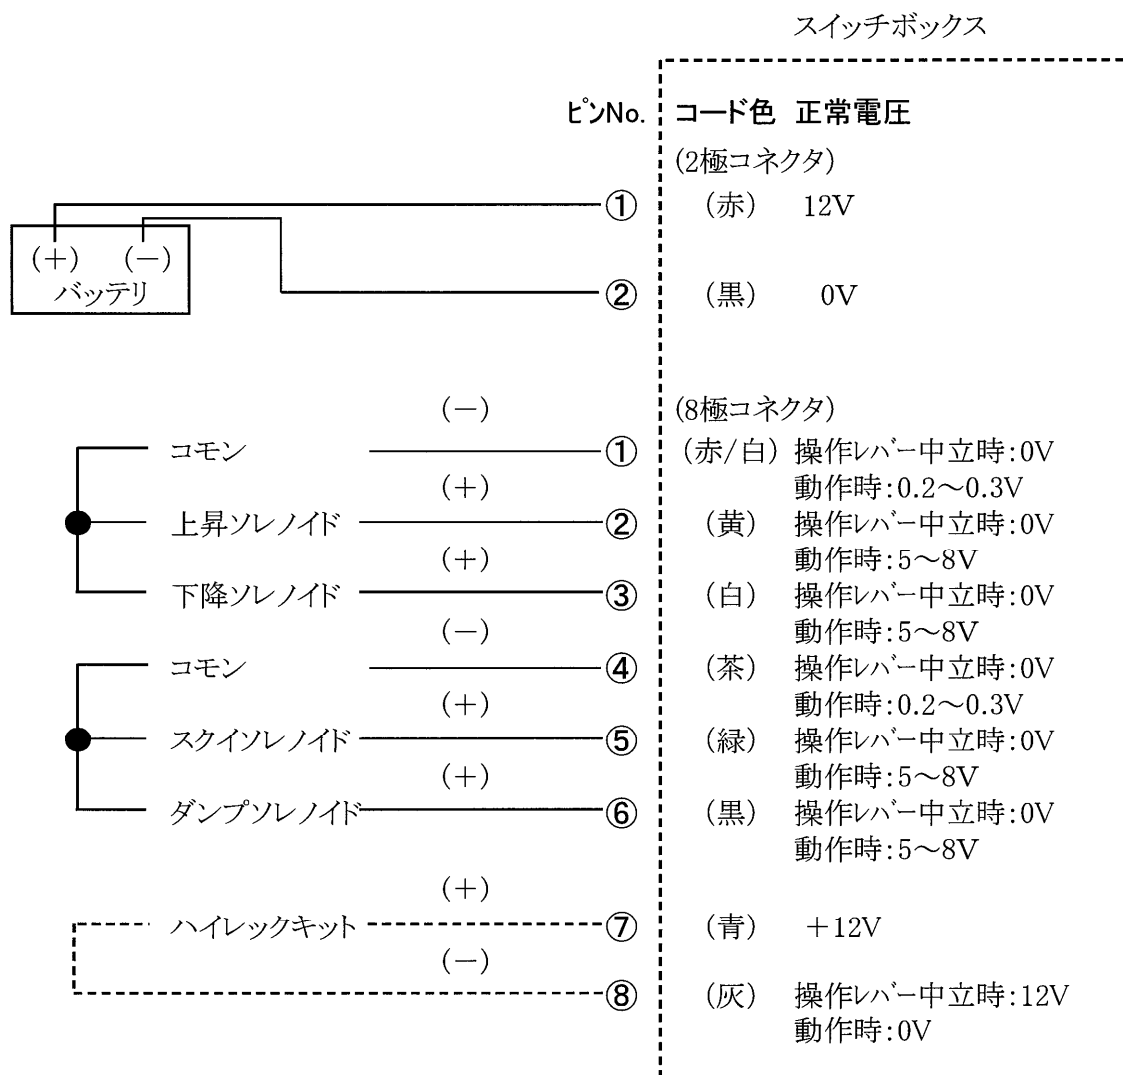 スイッチボックス
ピンNo. コード色 正常電圧
(2極コネクタ)
① (赤) 12V
(+) (−)
バッテリ
② (黒) 0V
(−) (8極コネクタ)
コモン ① (赤/白) 操作レバー中立時:0V
(+) 動作時:0.2～0.3V
上昇ソレノイド ② (黄) 操作レバー中立時:0V
(+) 動作時:5～8V
下降ソレノイド ③ (白) 操作レバー中立時:0V
(−) 動作時:5～8V
コモン ④ (茶) 操作レバー中立時:0V
(+) 動作時:0.2～0.3V
スクイソレノイド ⑤ (緑) 操作レバー中立時:0V
(+) 動作時:5～8V
ダンプソレノイド ⑥ (黒) 操作レバー中立時:0V
動作時:5～8V
(+)
ハイレックキット ⑦ (青) +12V
(−)
⑧ (灰) 操作レバー中立時:12V
動作時:0V